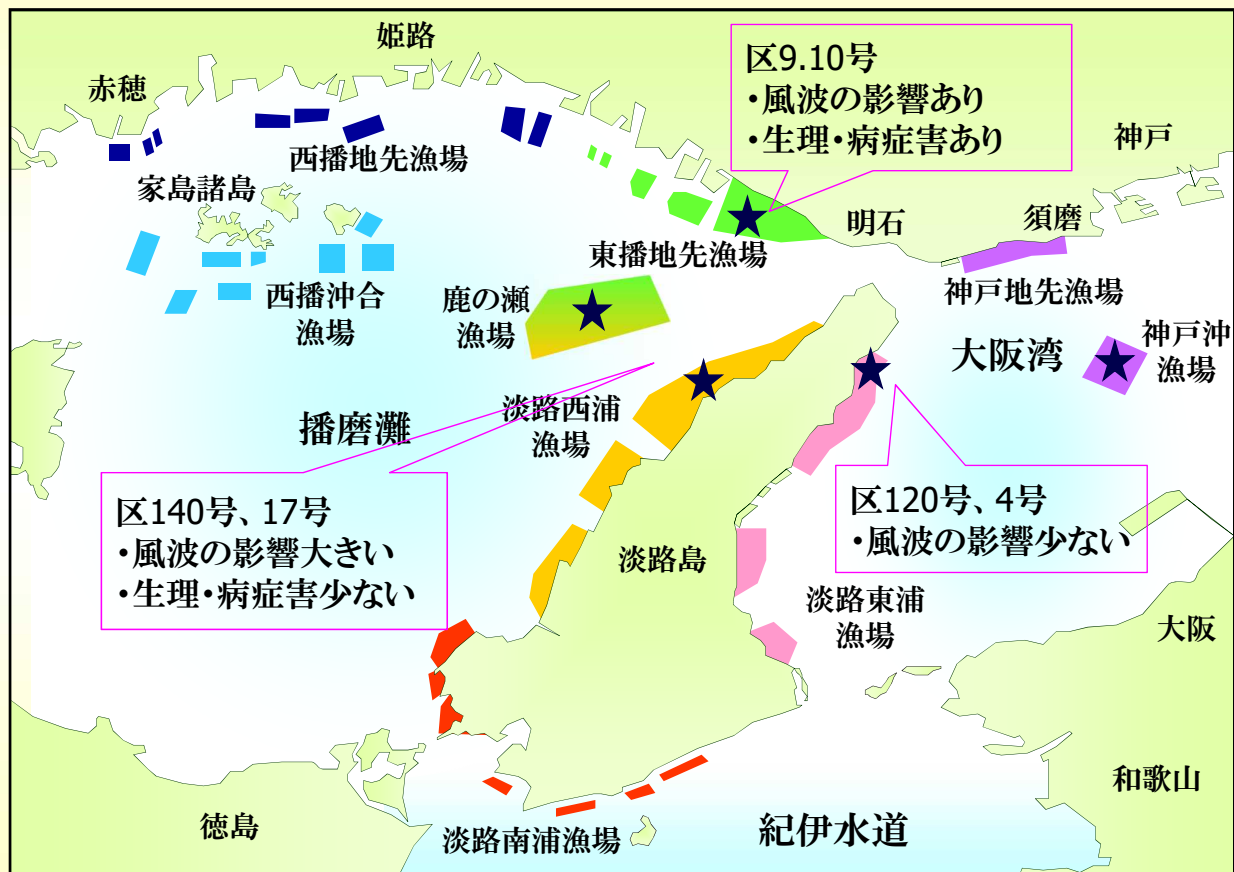 姫路
赤穂
西播地先漁場
家島諸島
西播沖合
漁場
区9.10号
・風波の影響あり
・生理・病症害あり
神戸
須磨
明石
東播地先漁場
神戸地先漁場
鹿の瀬
漁場
大阪湾
神戸沖
漁場
淡路西浦
漁場
播磨灘
区140号、17号
・風波の影響大きい
・生理・病症害少ない
区120号、4号
・風波の影響少ない
淡路島
淡路東浦
漁場
大阪
和歌山
徳島
淡路南浦漁場
紀伊水道